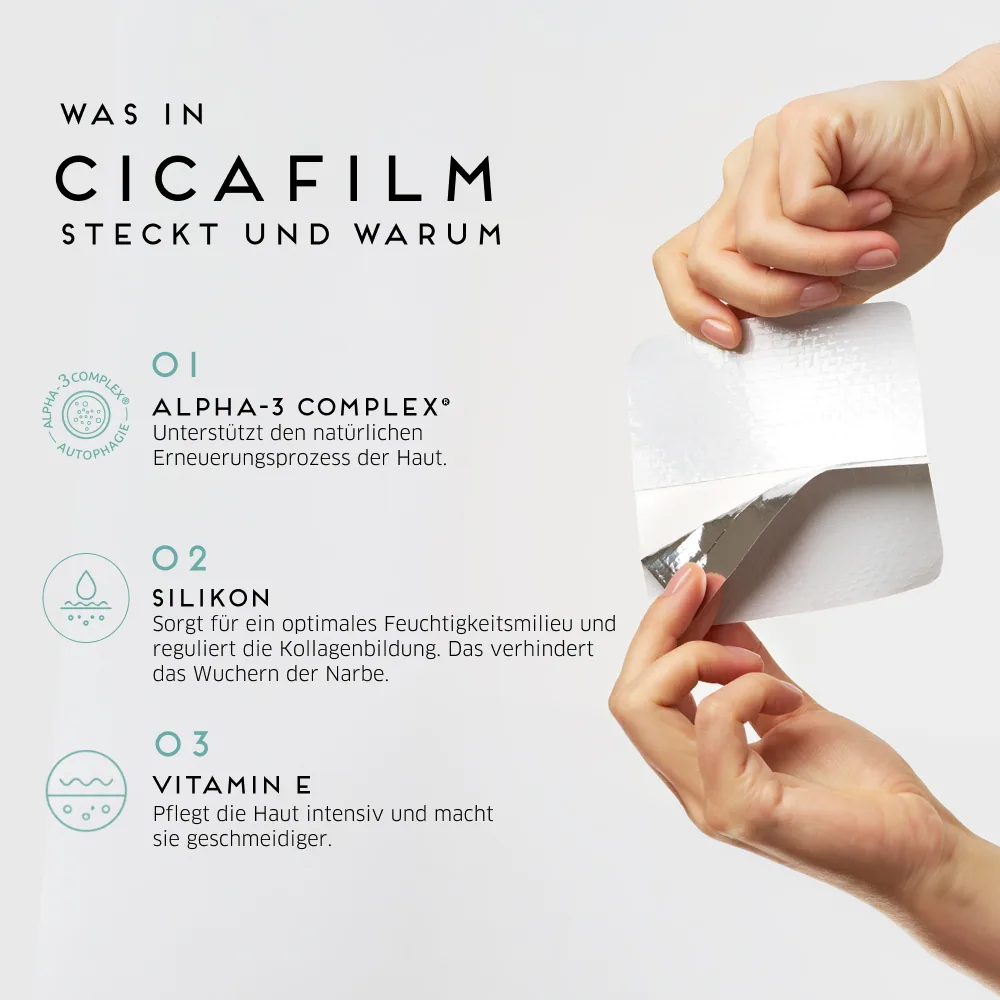 WAS IN
CICAFILM
STECKT UND WARUM
01
ALPHA-3 COMPLEX®
AUTOPHAGIE
ALPHA-3 COMPLEX®
Unterstützt den natürlichen
Erneuerungsprozess der Haut.
02
SILIKON
Sorgt für ein optimales Feuchtigkeitsmilieu und
reguliert die Kollagenbildung. Das verhindert
das Wuchern der Narbe.
03
VITAMIN E
Pflegt die Haut intensiv und macht
sie geschmeidiger.